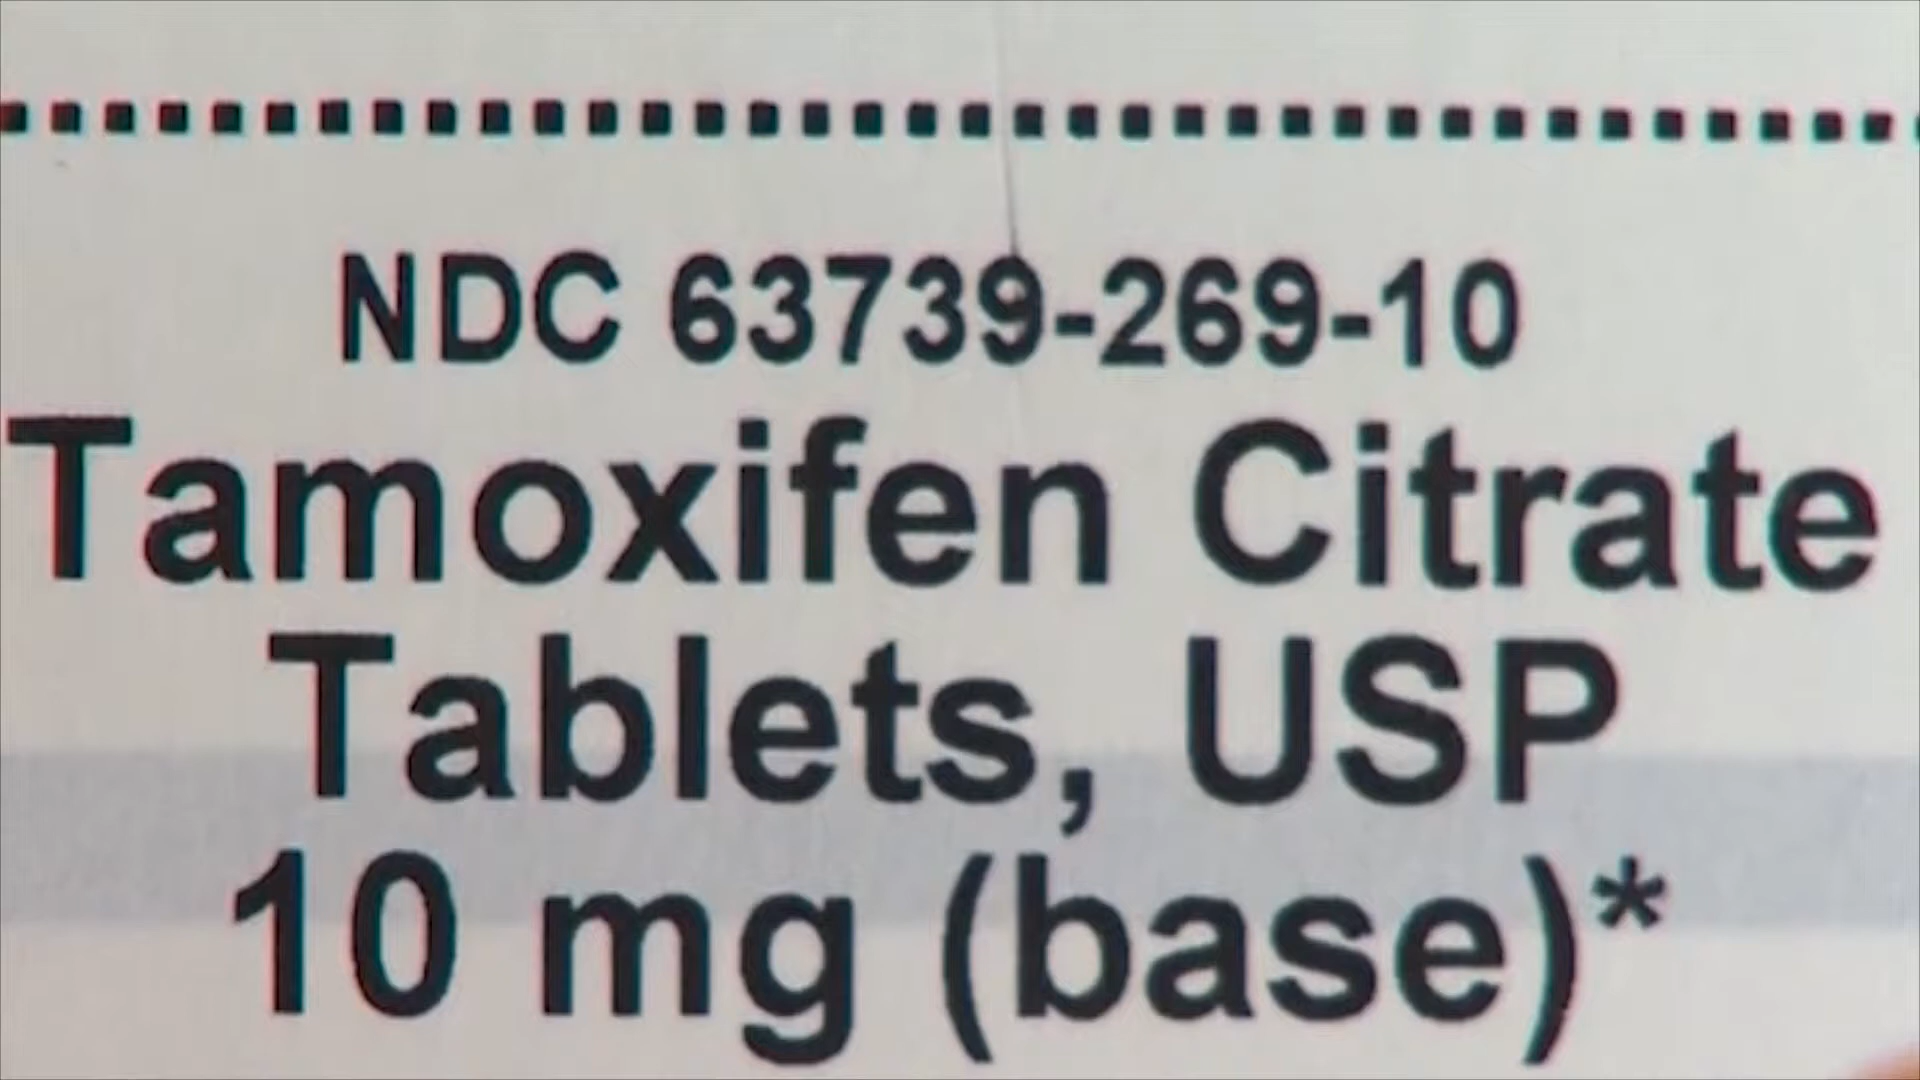 NDC 63739-269-10
Tamoxifen Citrate
Tablets, USP
10 mg (base)*